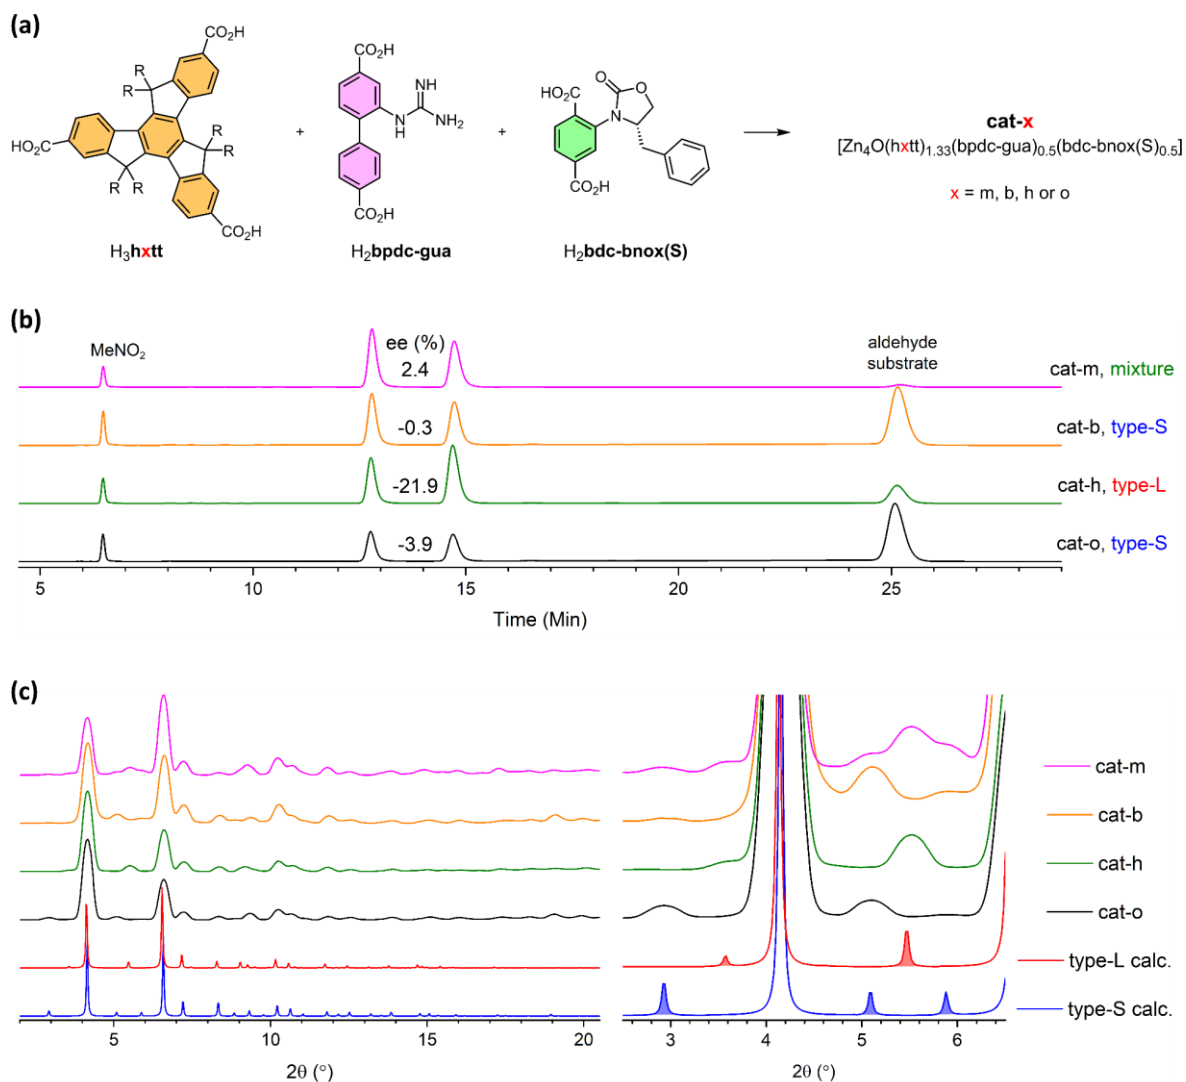 (a)
CO₂H
R
R
R
R
HO₂C
R
R
CO₂H
H₃hxtt
+
CO₂H
NH
N
H
NH₂
CO₂H
H₂bpdc-gua
+
O
O
HO₂C
N
CO₂H
H₂bdc-bnox(S)
cat-x
[Zn₄O(hxtt)₁.₃₃(bpdc-gua)₀.₅(bdc-bnox(S)₀.₅]
x = m, b, h or o
(b)
MeNO₂
ee (%)
aldehyde
substrate
2.4
cat-m, mixture
-0.3
cat-b, type-S
-21.9
cat-h, type-L
-3.9
cat-o, type-S
5 10 15 20 25
Time (Min)
(c)
cat-m
cat-b
cat-h
cat-o
type-L calc.
type-S calc.
5 10 15 20
2θ (°)
3 4 5 6
2θ (°)